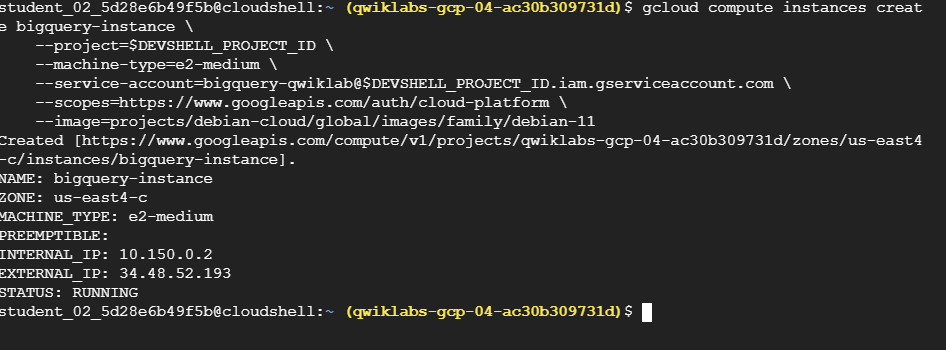 student_02_5d28e6b49f5b@cloudshell:~ (qwiklabs-gcp-04-ac30b309731d)$ gcloud compute instances creat
e bigquery-instance \
    --project=$DEVSHELL_PROJECT_ID \
    --machine-type=e2-medium \
    --service-account=bigquery-qwiklab@$DEVSHELL_PROJECT_ID.iam.gserviceaccount.com \
    --scopes=https://www.googleapis.com/auth/cloud-platform \
    --image=projects/debian-cloud/global/images/family/debian-11
Created [https://www.googleapis.com/compute/v1/projects/qwiklabs-gcp-04-ac30b309731d/zones/us-east4
-c/instances/bigquery-instance].
NAME: bigquery-instance
ZONE: us-east4-c
MACHINE_TYPE: e2-medium
PREEMPTIBLE:
INTERNAL_IP: 10.150.0.2
EXTERNAL_IP: 34.48.52.193
STATUS: RUNNING
student_02_5d28e6b49f5b@cloudshell:~ (qwiklabs-gcp-04-ac30b309731d)$